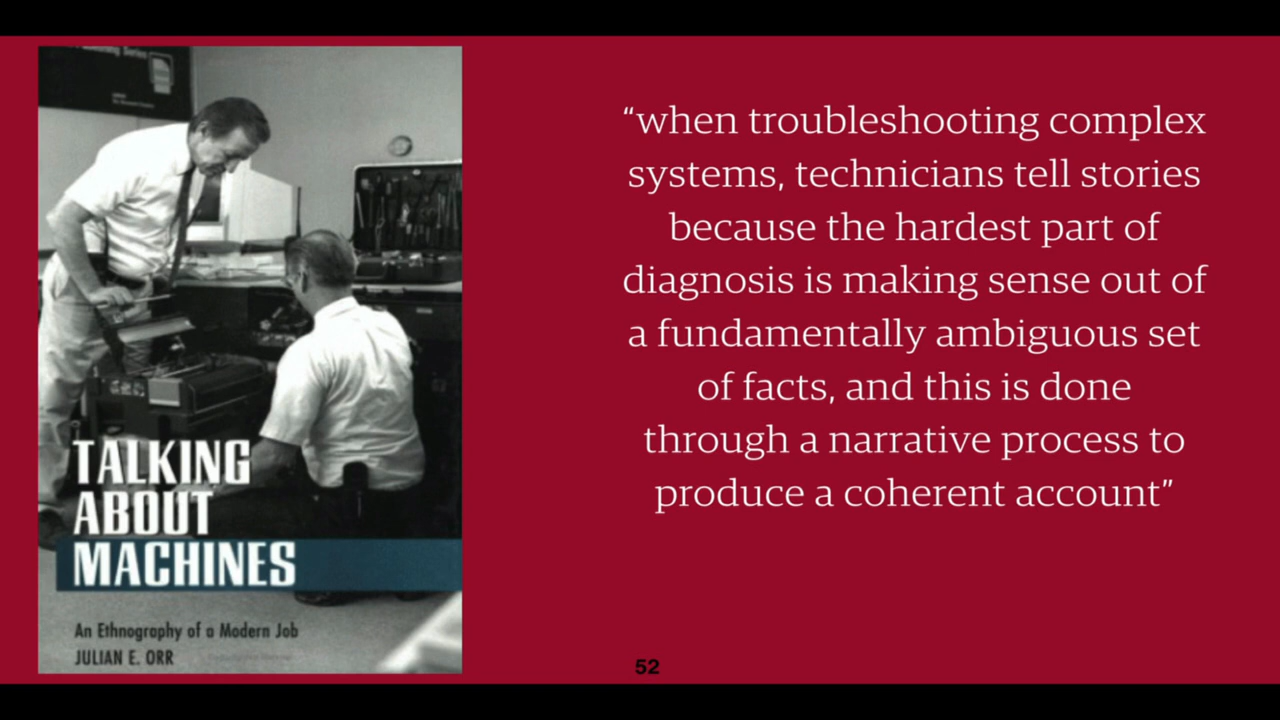 TALKING
ABOUT
MACHINES
An Ethnography of a Modern Job
JULIAN E. ORR
“when troubleshooting complex
systems, technicians tell stories
because the hardest part of
diagnosis is making sense out of
a fundamentally ambiguous set
of facts, and this is done
through a narrative process to
produce a coherent account”
52